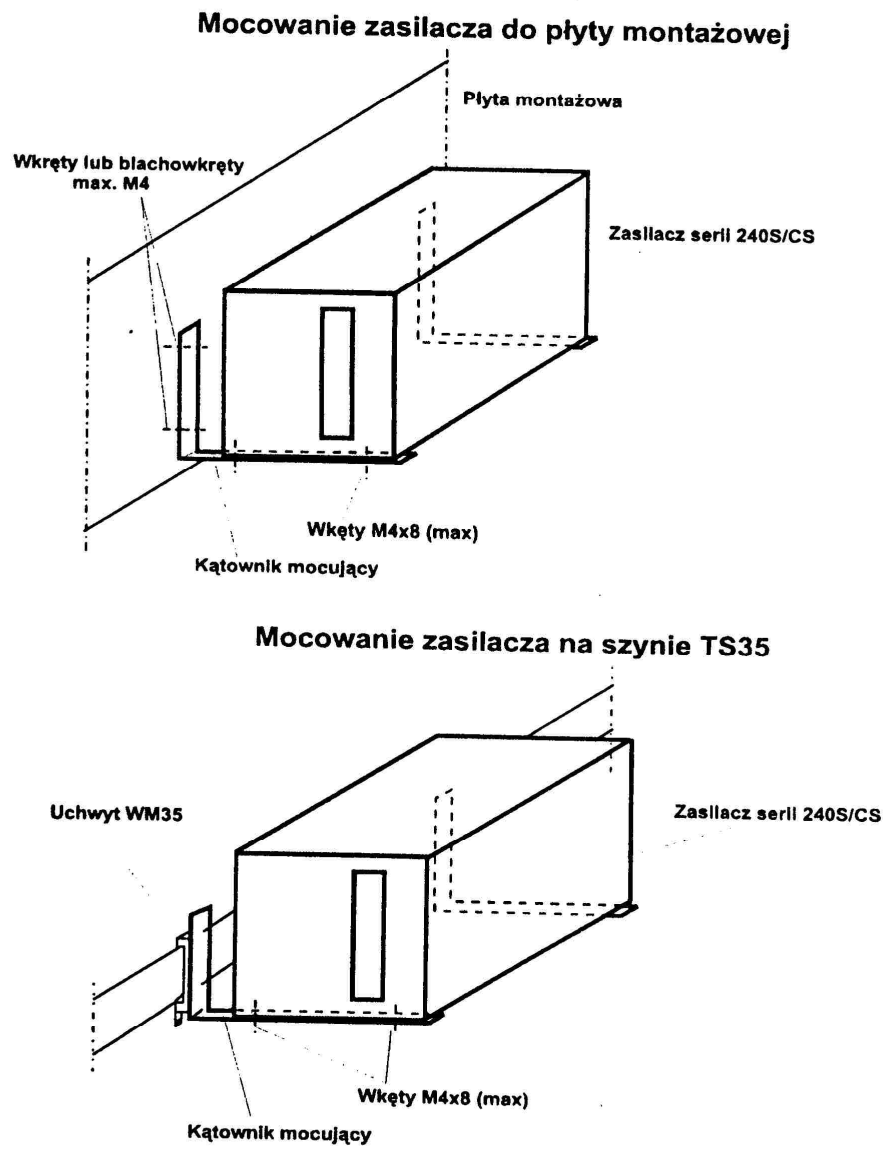 Mocowanie zasilacza do płyty montażowej
Płyta montażowa
Wkręty lub blachowkręty
max. M4
Zasilacz serii 240S/CS
Wkęty M4x8 (max)
Kątownik mocujący
Mocowanie zasilacza na szynie TS35
Uchwyt WM35
Zasilacz serii 240S/CS
Wkęty M4x8 (max)
Kątownik mocujący